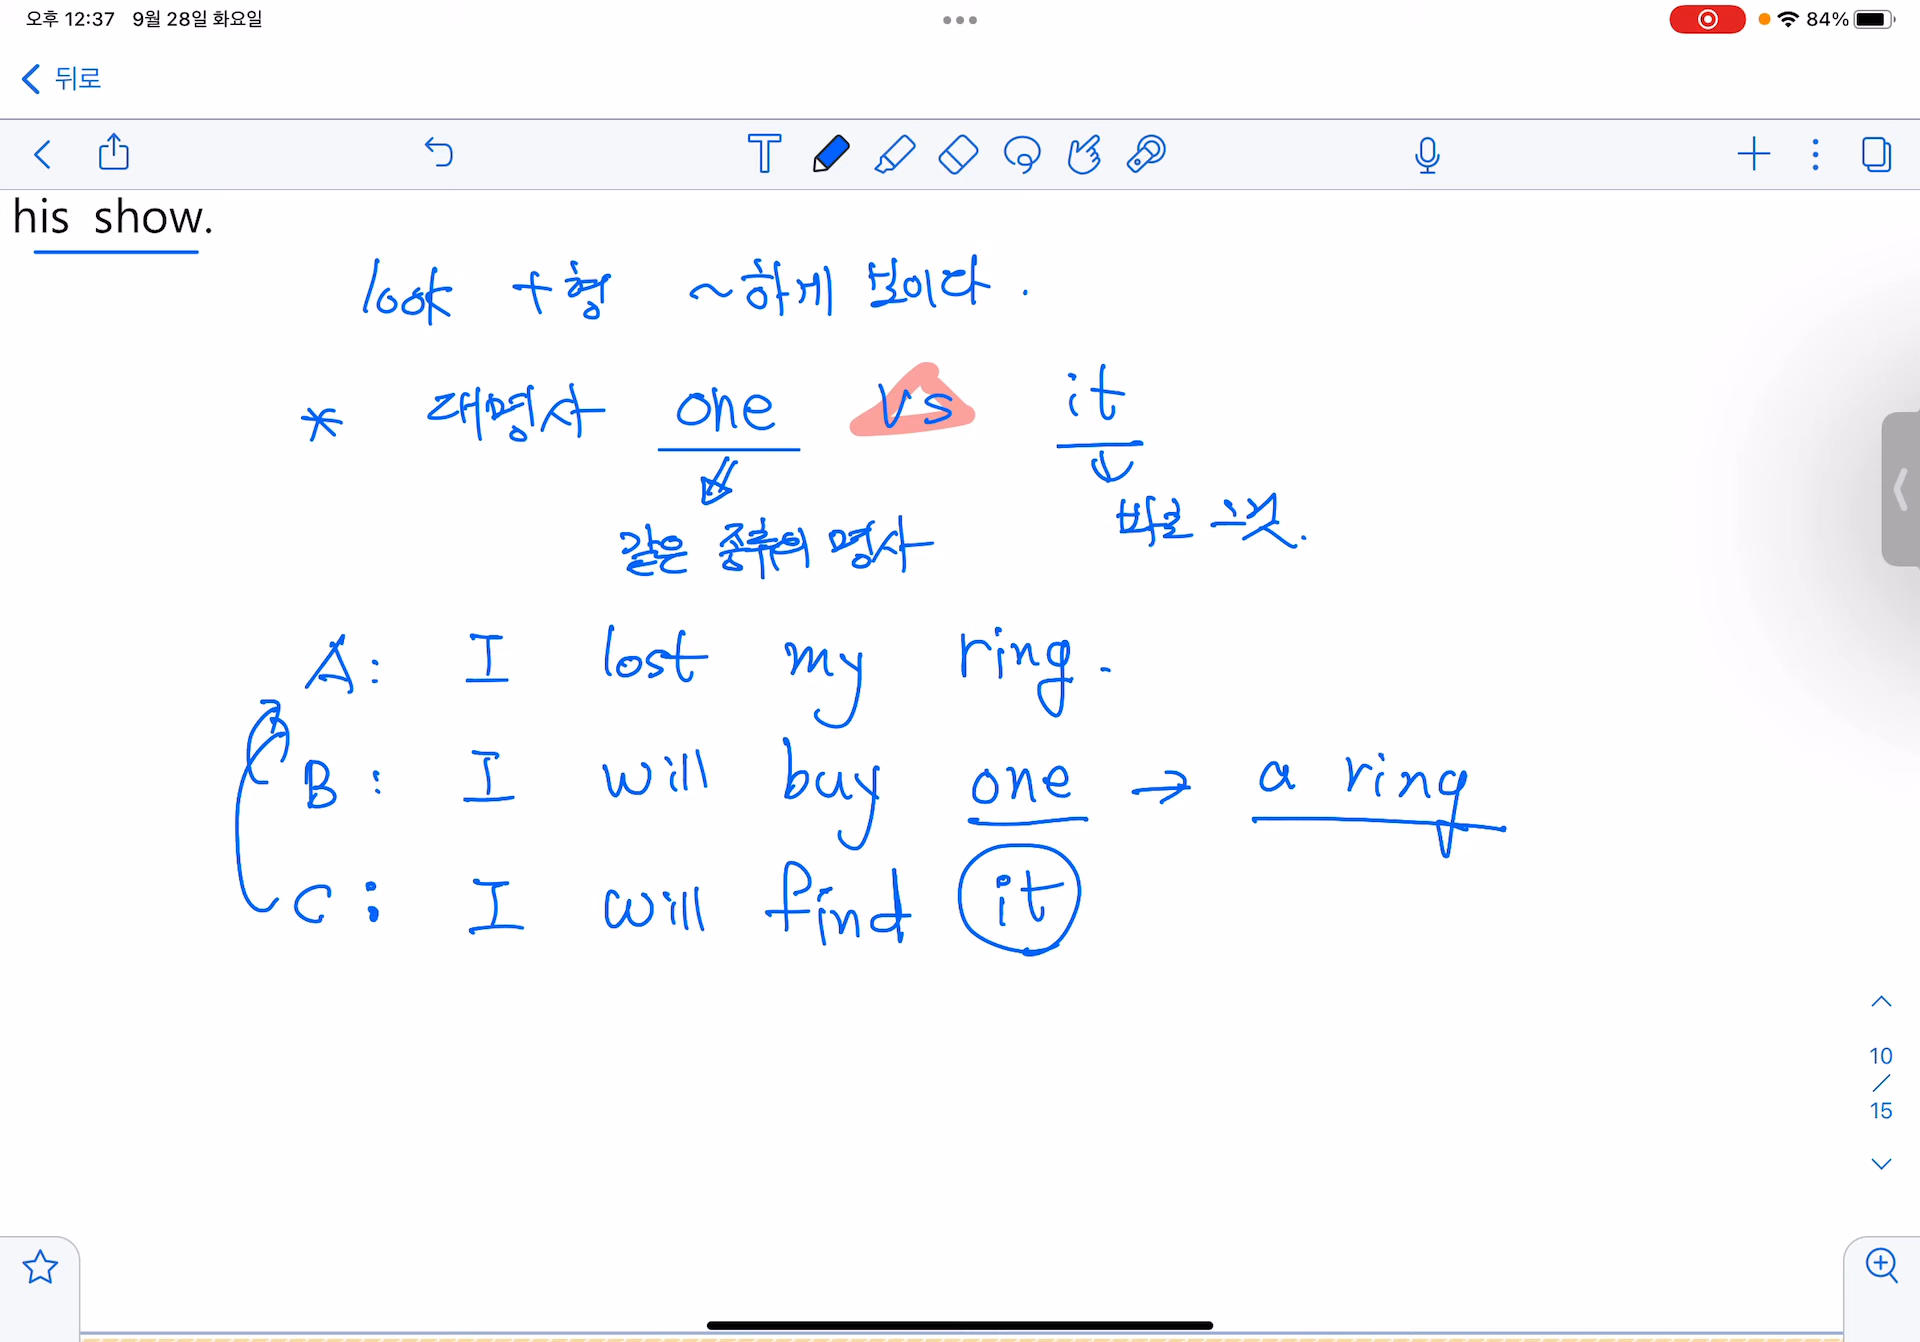 오후 12:37 9월 28일 화요일
84%
뒤로
his show.
look +형 ~하게 보이다.
* 대명사 one vs it
같은 종류의 명사 바로 그것.
A: I lost my ring.
B: I will buy one → a ring
C: I will find it
10
/
15